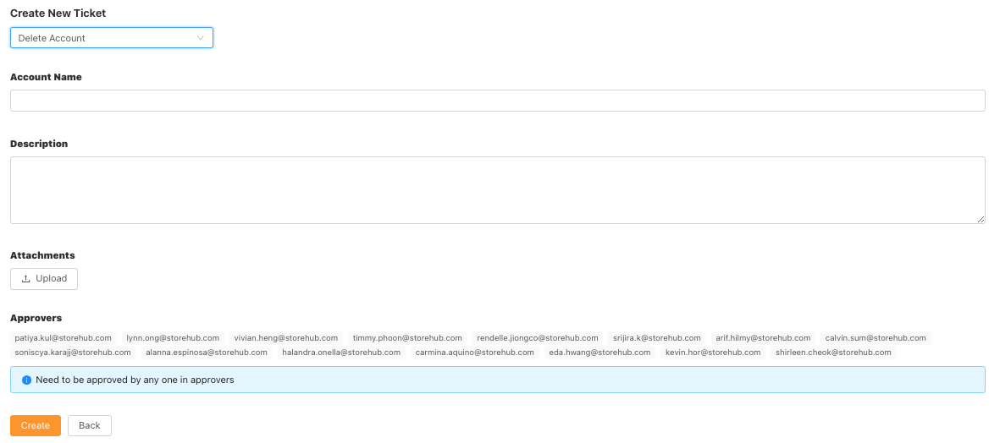 Create New Ticket
Delete Account
Account Name
Description
Attachments
Upload
Approvers
patiya.kul@storehub.com lynn.ong@storehub.com vivian.heng@storehub.com timmy.phoon@storehub.com rendelle.jiongco@storehub.com srijira.k@storehub.com arif.hilmy@storehub.com calvin.sum@storehub.com
soniscya.karajj@storehub.com alanna.espinosa@storehub.com halandra.onella@storehub.com carmina.aquino@storehub.com eda.hwang@storehub.com kevin.hor@storehub.com shirleen.cheok@storehub.com
Need to be approved by any one in approvers
Create Back